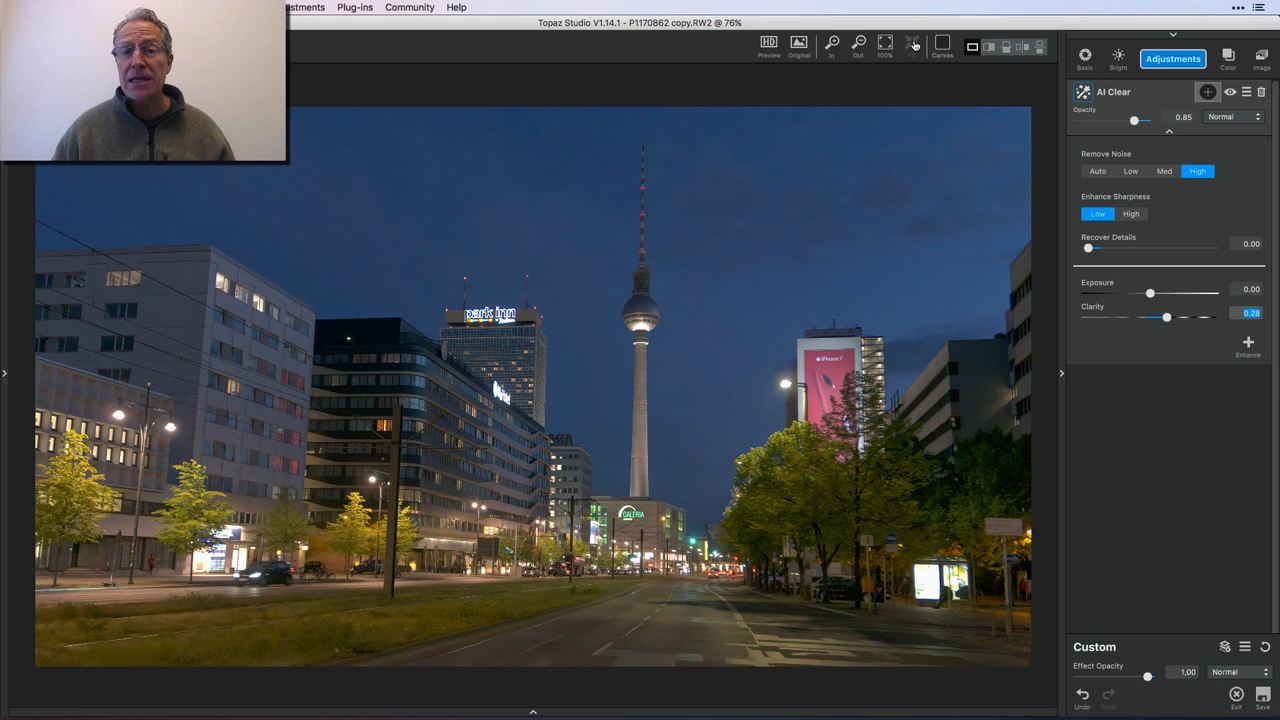 ustments Plug-ins Community Help
Topaz Studio V1.14.1 - P1170862 copy.RW2 @ 76%
Preview Original In Out 100% Canvas
Basic Bright Adjustments Color Image
AI Clear
Opacity 0.85 Normal
Remove Noise
Auto Low Med High
Enhance Sharpness
Low High
Recover Details 0.00
Exposure 0.00
Clarity 0.28
Enhance
park inn
iPhone 7
GALERIA
Custom
Effect Opacity 1.00 Normal
Undo Redo Exit Save